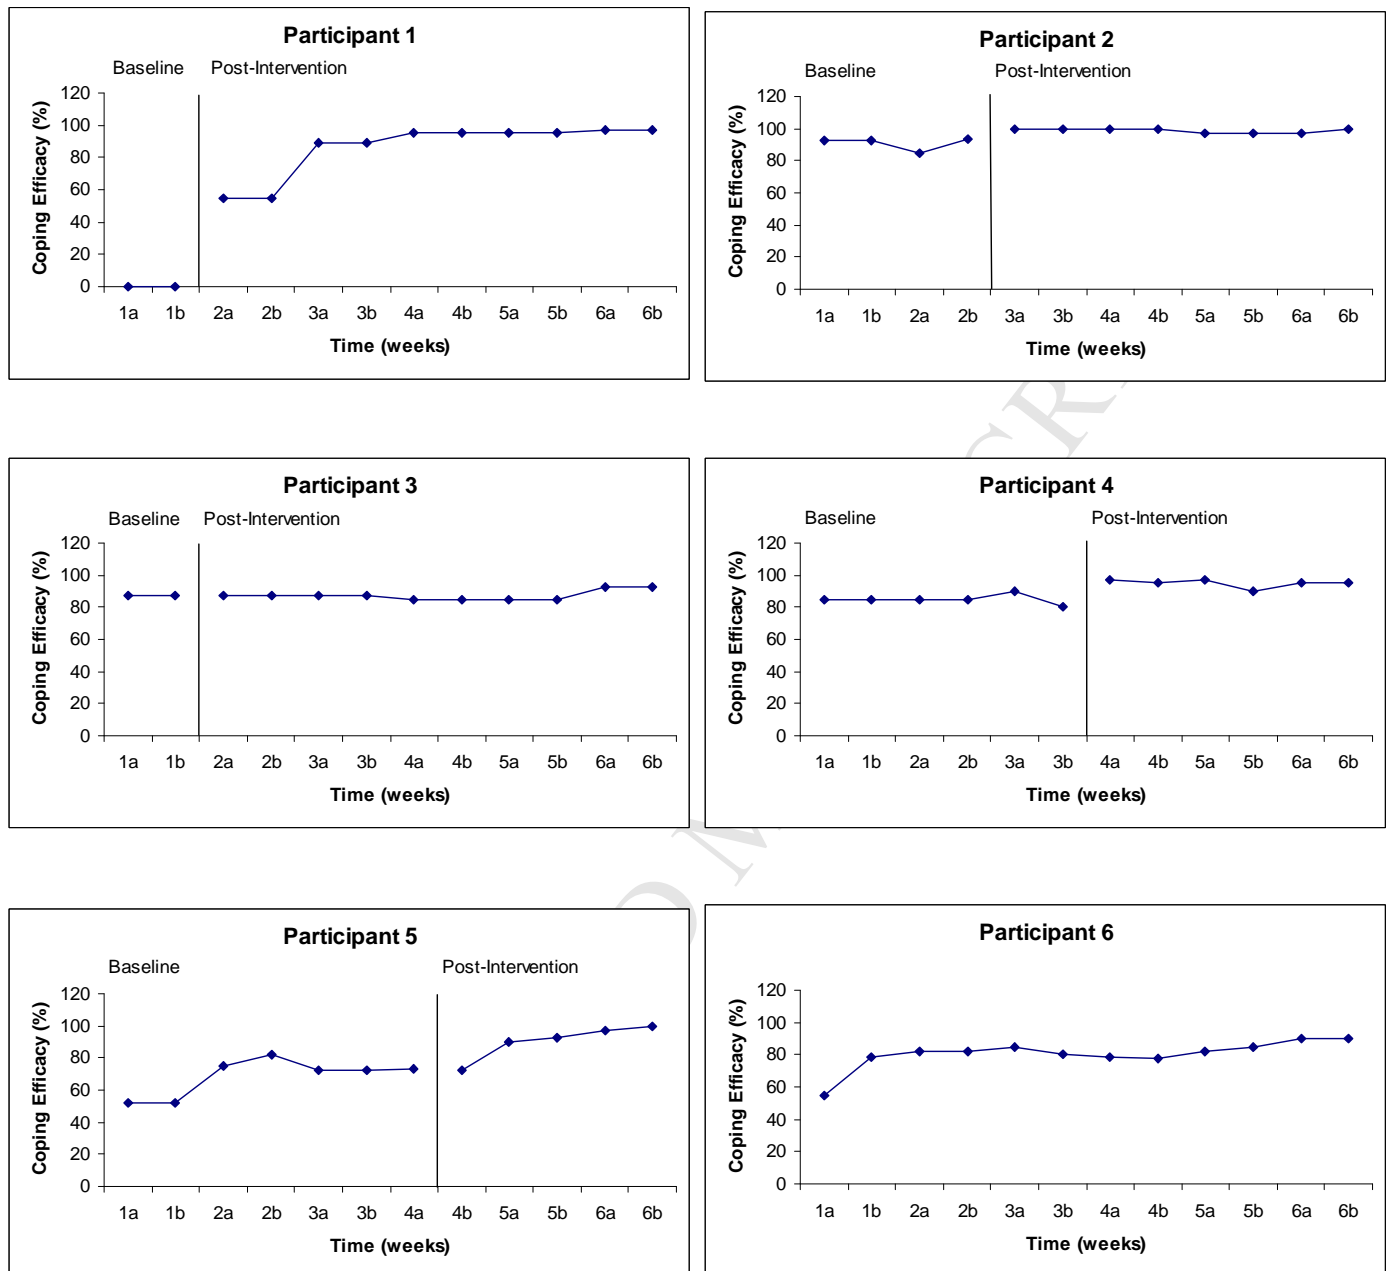 Participant 1
Baseline Post-Intervention
120
100
80
60
40
20
0
Coping Efficacy (%)
1a 1b 2a 2b 3a 3b 4a 4b 5a 5b 6a 6b
Time (weeks)
Participant 2
Baseline Post-Intervention
120
100
80
60
40
20
0
Coping Efficacy (%)
1a 1b 2a 2b 3a 3b 4a 4b 5a 5b 6a 6b
Time (weeks)
Participant 3
Baseline Post-Intervention
120
100
80
60
40
20
0
Coping Efficacy (%)
1a 1b 2a 2b 3a 3b 4a 4b 5a 5b 6a 6b
Time (weeks)
Participant 4
Baseline Post-Intervention
120
100
80
60
40
20
0
Coping Efficacy (%)
1a 1b 2a 2b 3a 3b 4a 4b 5a 5b 6a 6b
Time (weeks)
Participant 5
Baseline Post-Intervention
120
100
80
60
40
20
0
Coping Efficacy (%)
1a 1b 2a 2b 3a 3b 4a 4b 5a 5b 6a 6b
Time (weeks)
Participant 6
120
100
80
60
40
20
0
Coping Efficacy (%)
1a 1b 2a 2b 3a 3b 4a 4b 5a 5b 6a 6b
Time (weeks)